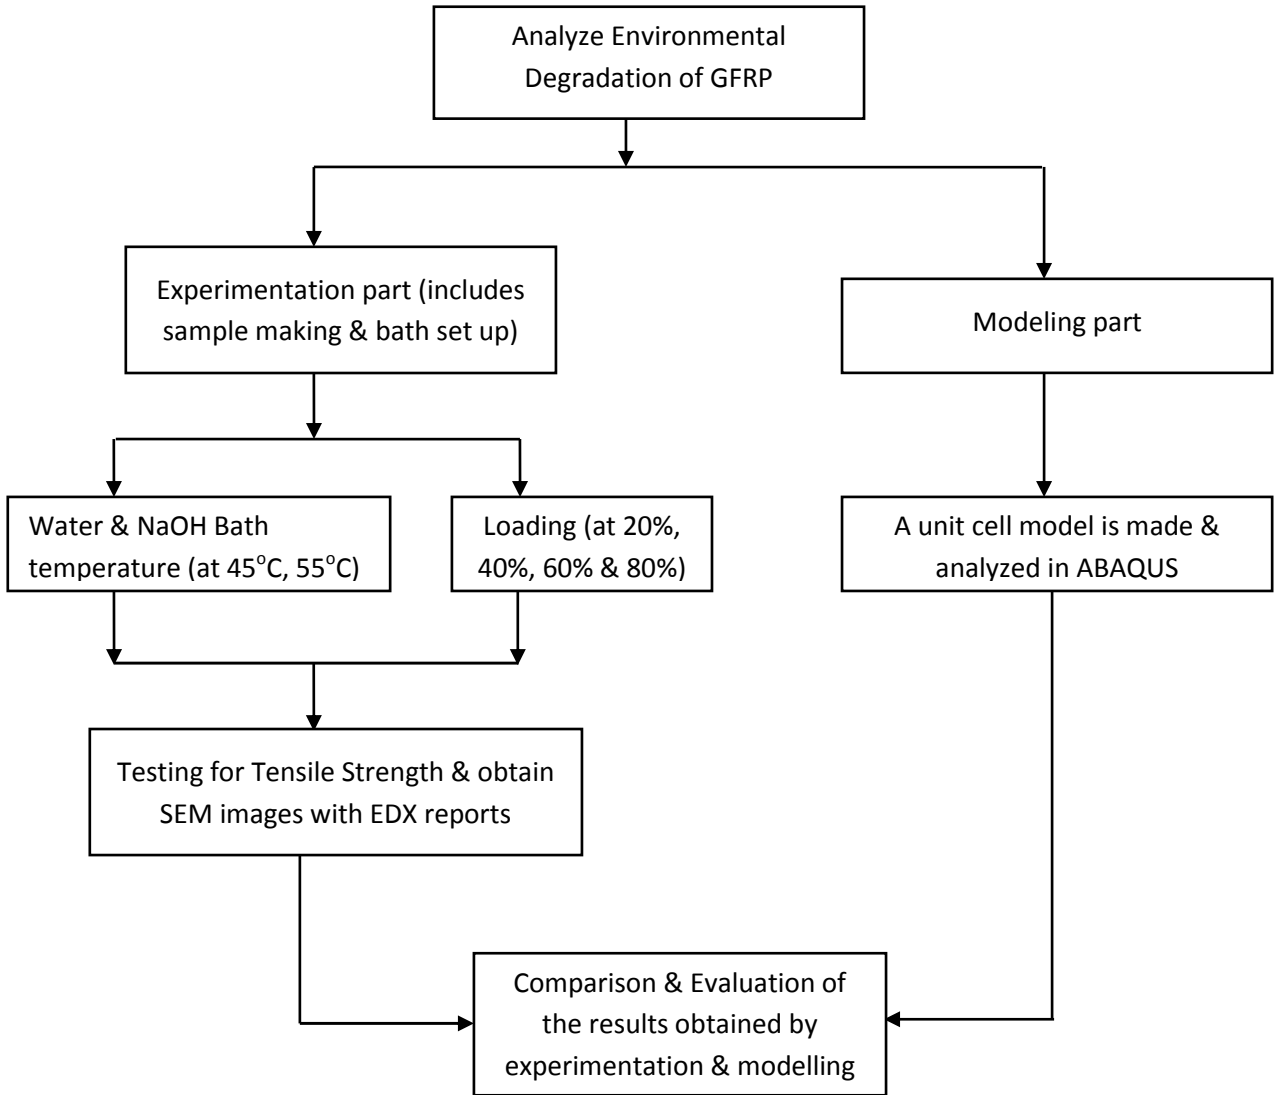 Analyze Environmental
Degradation of GFRP
Experimentation part (includes
sample making & bath set up)
Modeling part
Water & NaOH Bath
temperature (at 45°C, 55°C)
Loading (at 20%,
40%, 60% & 80%)
A unit cell model is made &
analyzed in ABAQUS
Testing for Tensile Strength & obtain
SEM images with EDX reports
Comparison & Evaluation of
the results obtained by
experimentation & modelling